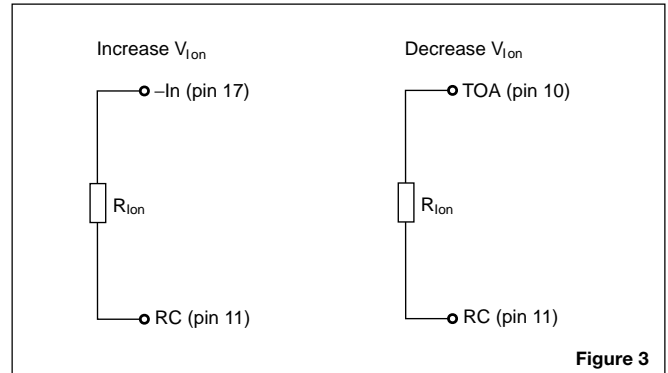 Increase VIon
–In (pin 17)
RIon
RC (pin 11)
Decrease VIon
TOA (pin 10)
RIon
RC (pin 11)
Figure 3